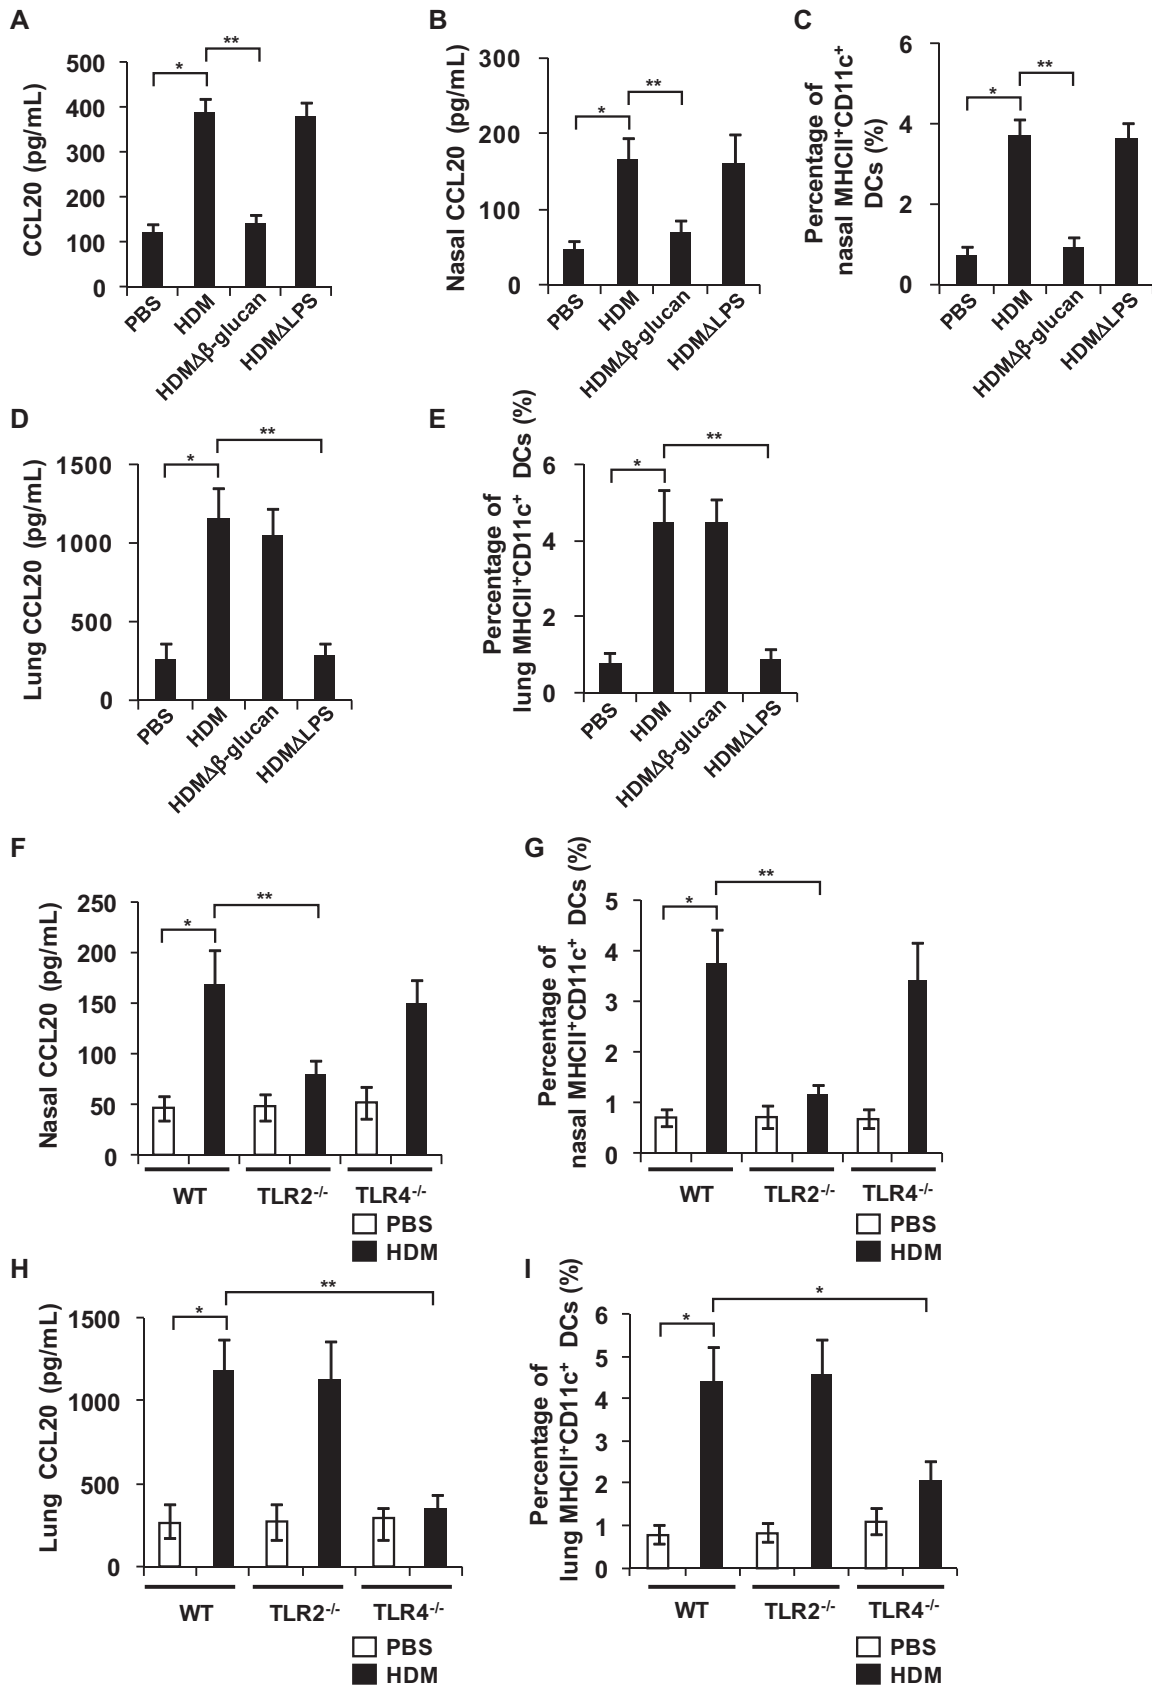 A
CCL20 (pg/mL)
500
400
300
200
100
0
*
**
PBS
HDM
HDMΔβ-glucan
HDMΔLPS
B
Nasal CCL20 (pg/mL)
300
200
100
0
*
**
PBS
HDM
HDMΔβ-glucan
HDMΔLPS
C
Percentage of
nasal MHCII⁺CD11c⁺
DCs (%)
6
4
2
0
*
**
PBS
HDM
HDMΔβ-glucan
HDMΔLPS
D
Lung CCL20 (pg/mL)
1500
1000
500
0
*
**
PBS
HDM
HDMΔβ-glucan
HDMΔLPS
E
Percentage of
lung MHCII⁺CD11c⁺ DCs (%)
6
4
2
0
*
**
PBS
HDM
HDMΔβ-glucan
HDMΔLPS
F
Nasal CCL20 (pg/mL)
250
200
150
100
50
0
*
**
WT
TLR2⁻/⁻
TLR4⁻/⁻
PBS
HDM
G
Percentage of
nasal MHCII⁺CD11c⁺ DCs (%)
5
4
3
2
1
0
*
**
WT
TLR2⁻/⁻
TLR4⁻/⁻
PBS
HDM
H
Lung CCL20 (pg/mL)
1500
1000
500
0
*
**
WT
TLR2⁻/⁻
TLR4⁻/⁻
PBS
HDM
I
Percentage of
lung MHCII⁺CD11c⁺ DCs (%)
6
5
4
3
2
1
0
*
*
WT
TLR2⁻/⁻
TLR4⁻/⁻
PBS
HDM